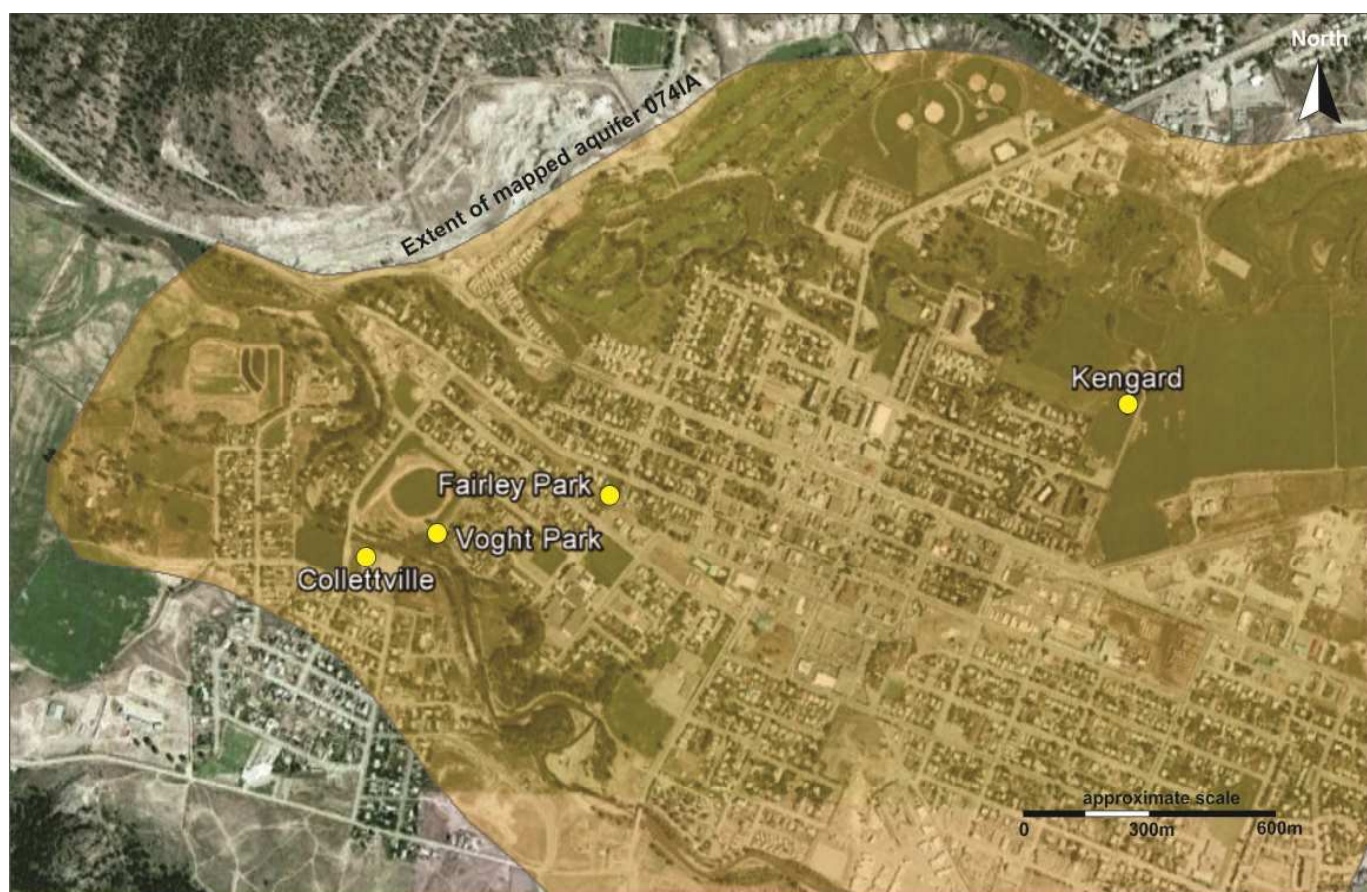 North
Extent of mapped aquifer 074IA
Kengard
Fairley Park
Voght Park
Collettville
approximate scale
0 300m 600m